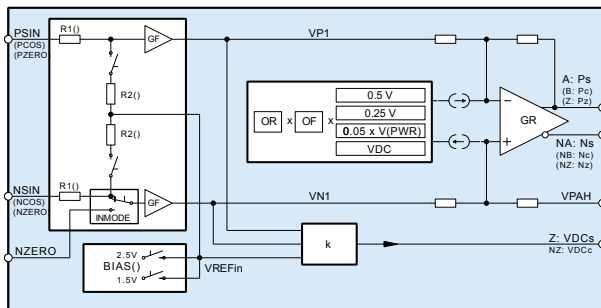 PSIN
(PCOS)
(PZERO)
R1()
GF
VP1
R2()
R2()
OR x OF x
0.5 V
0.25 V
0.05 x V(PWR)
VDC
GR
A: Ps
(B: Pc)
(Z: Pz)
NA: Ns
(NB: Nc)
(NZ: Nz)
NSIN
(NCOS)
(NZERO)
R1()
INMODE
GF
VN1
VPAH
NZERO
2.5V
BIAS()
1.5V
VREFin
k
Z: VDCs
NZ: VDCc